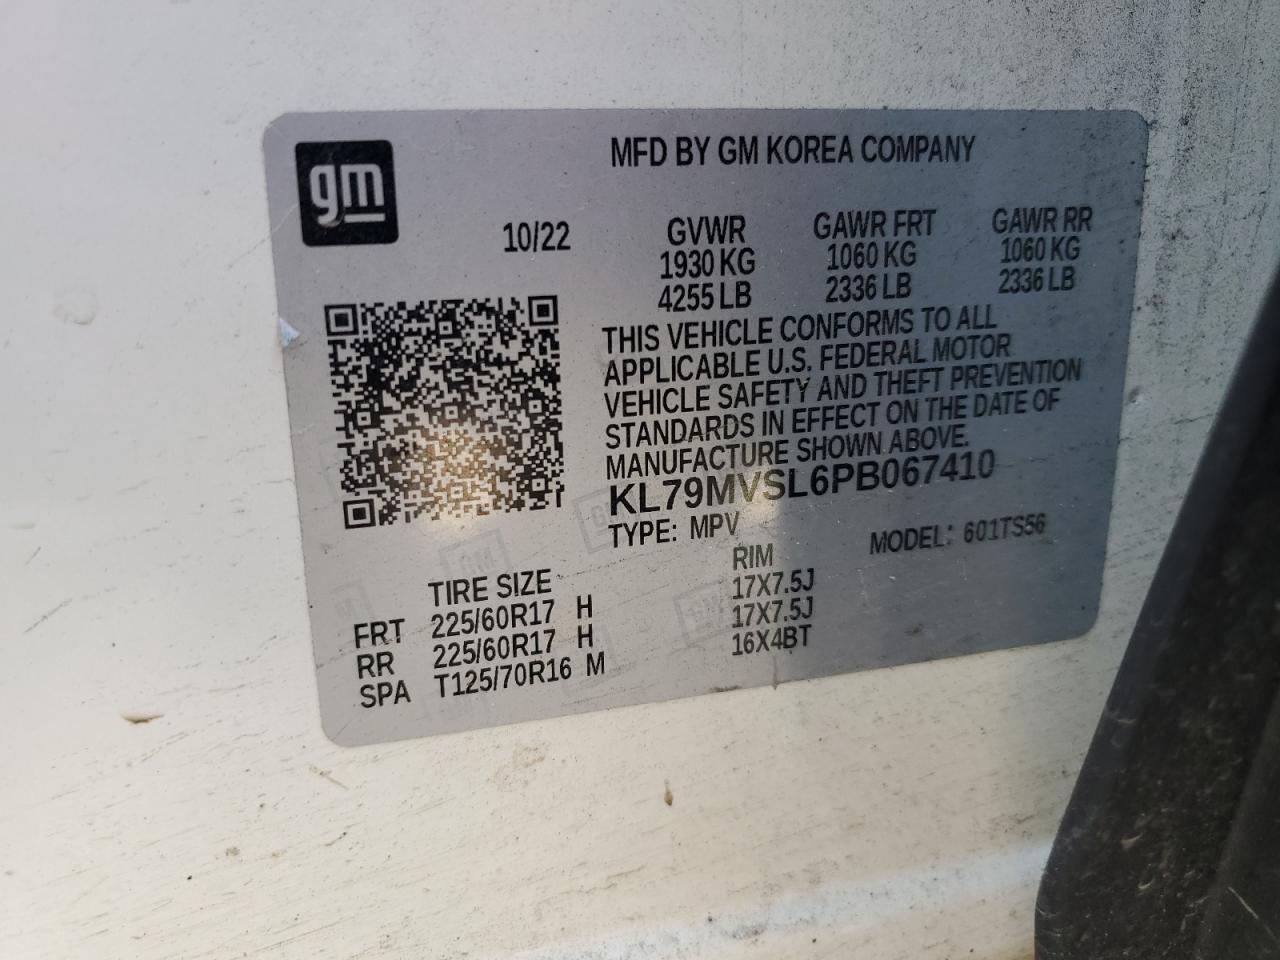 gm
MFD BY GM KOREA COMPANY
10/22
GVWR GAWR FRT GAWR RR
1930 KG 1060 KG 1060 KG
4255 LB 2336 LB 2336 LB
THIS VEHICLE CONFORMS TO ALL
APPLICABLE U.S. FEDERAL MOTOR
VEHICLE SAFETY AND THEFT PREVENTION
STANDARDS IN EFFECT ON THE DATE OF
MANUFACTURE SHOWN ABOVE.
KL79MVSL6PB067410
TYPE: MPV MODEL: 601TS56
TIRE SIZE RIM
FRT 225/60R17 H 17X7.5J
RR 225/60R17 H 17X7.5J
SPA T125/70R16 M 16X4BT